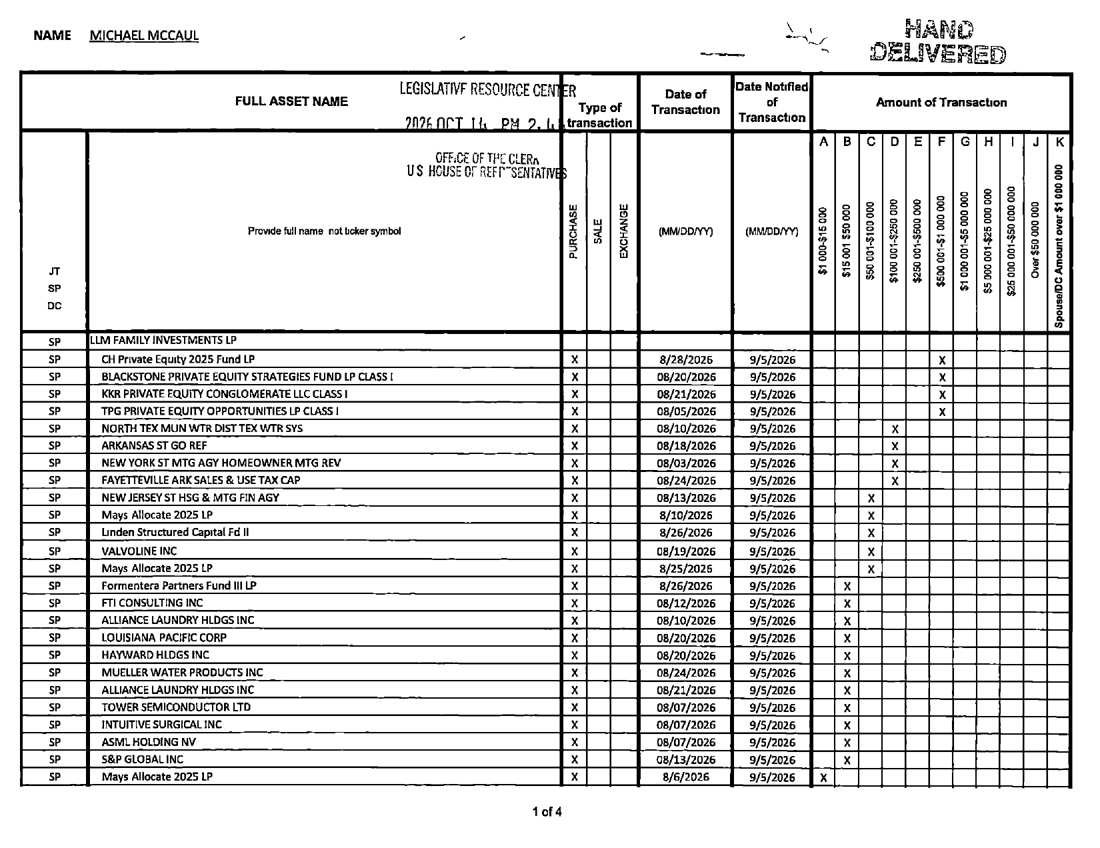 NAME MICHAEL MCCAUL
HAND
DELIVERED
FULL ASSET NAME
LEGISLATIVE RESOURCE CENTER
2026 OCT 14 PM 2.
OFFICE OF THE CLERK
U S HOUSE OF REPRESENTATIVES
Type of
transaction
Date of
Transaction
Date Notified
of
Transaction
Amount of Transaction
JT
SP
DC
Provide full name not ticker symbol
PURCHASE
SALE
EXCHANGE
(MM/DD/YY)
(MM/DD/YY)
A B C D E F G H I J K
$1 000-$15 000
$15 001 $50 000
$50 001-$100 000
$100 001-$250 000
$250 001-$500 000
$500 001-$1 000 000
$1 000 001-$5 000 000
$5 000 001-$25 000 000
$25 000 001-$50 000 000
Over $50 000 000
Spouse/DC Amount over $1 000 000
SP LLM FAMILY INVESTMENTS LP
SP CH Private Equity 2025 Fund LP X 8/28/2026 9/5/2026 X
SP BLACKSTONE PRIVATE EQUITY STRATEGIES FUND LP CLASS I X 08/20/2026 9/5/2026 X
SP KKR PRIVATE EQUITY CONGLOMERATE LLC CLASS I X 08/21/2026 9/5/2026 X
SP TPG PRIVATE EQUITY OPPORTUNITIES LP CLASS I X 08/05/2026 9/5/2026 X
SP NORTH TEX MUN WTR DIST TEX WTR SYS X 08/10/2026 9/5/2026 X
SP ARKANSAS ST GO REF X 08/18/2026 9/5/2026 X
SP NEW YORK ST MTG AGY HOMEOWNER MTG REV X 08/03/2026 9/5/2026 X
SP FAYETTEVILLE ARK SALES & USE TAX CAP X 08/24/2026 9/5/2026 X
SP NEW JERSEY ST HSG & MTG FIN AGY X 08/13/2026 9/5/2026 X
SP Mays Allocate 2025 LP X 8/10/2026 9/5/2026 X
SP Linden Structured Capital Fd II X 8/26/2026 9/5/2026 X
SP VALVOLINE INC X 08/19/2026 9/5/2026 X
SP Mays Allocate 2025 LP X 8/25/2026 9/5/2026 X
SP Formentera Partners Fund III LP X 8/26/2026 9/5/2026 X
SP FTI CONSULTING INC X 08/12/2026 9/5/2026 X
SP ALLIANCE LAUNDRY HLDGS INC X 08/10/2026 9/5/2026 X
SP LOUISIANA PACIFIC CORP X 08/20/2026 9/5/2026 X
SP HAYWARD HLDGS INC X 08/20/2026 9/5/2026 X
SP MUELLER WATER PRODUCTS INC X 08/24/2026 9/5/2026 X
SP ALLIANCE LAUNDRY HLDGS INC X 08/21/2026 9/5/2026 X
SP TOWER SEMICONDUCTOR LTD X 08/07/2026 9/5/2026 X
SP INTUITIVE SURGICAL INC X 08/07/2026 9/5/2026 X
SP ASML HOLDING NV X 08/07/2026 9/5/2026 X
SP S&P GLOBAL INC X 08/13/2026 9/5/2026 X
SP Mays Allocate 2025 LP X 8/6/2026 9/5/2026 X
1 of 4